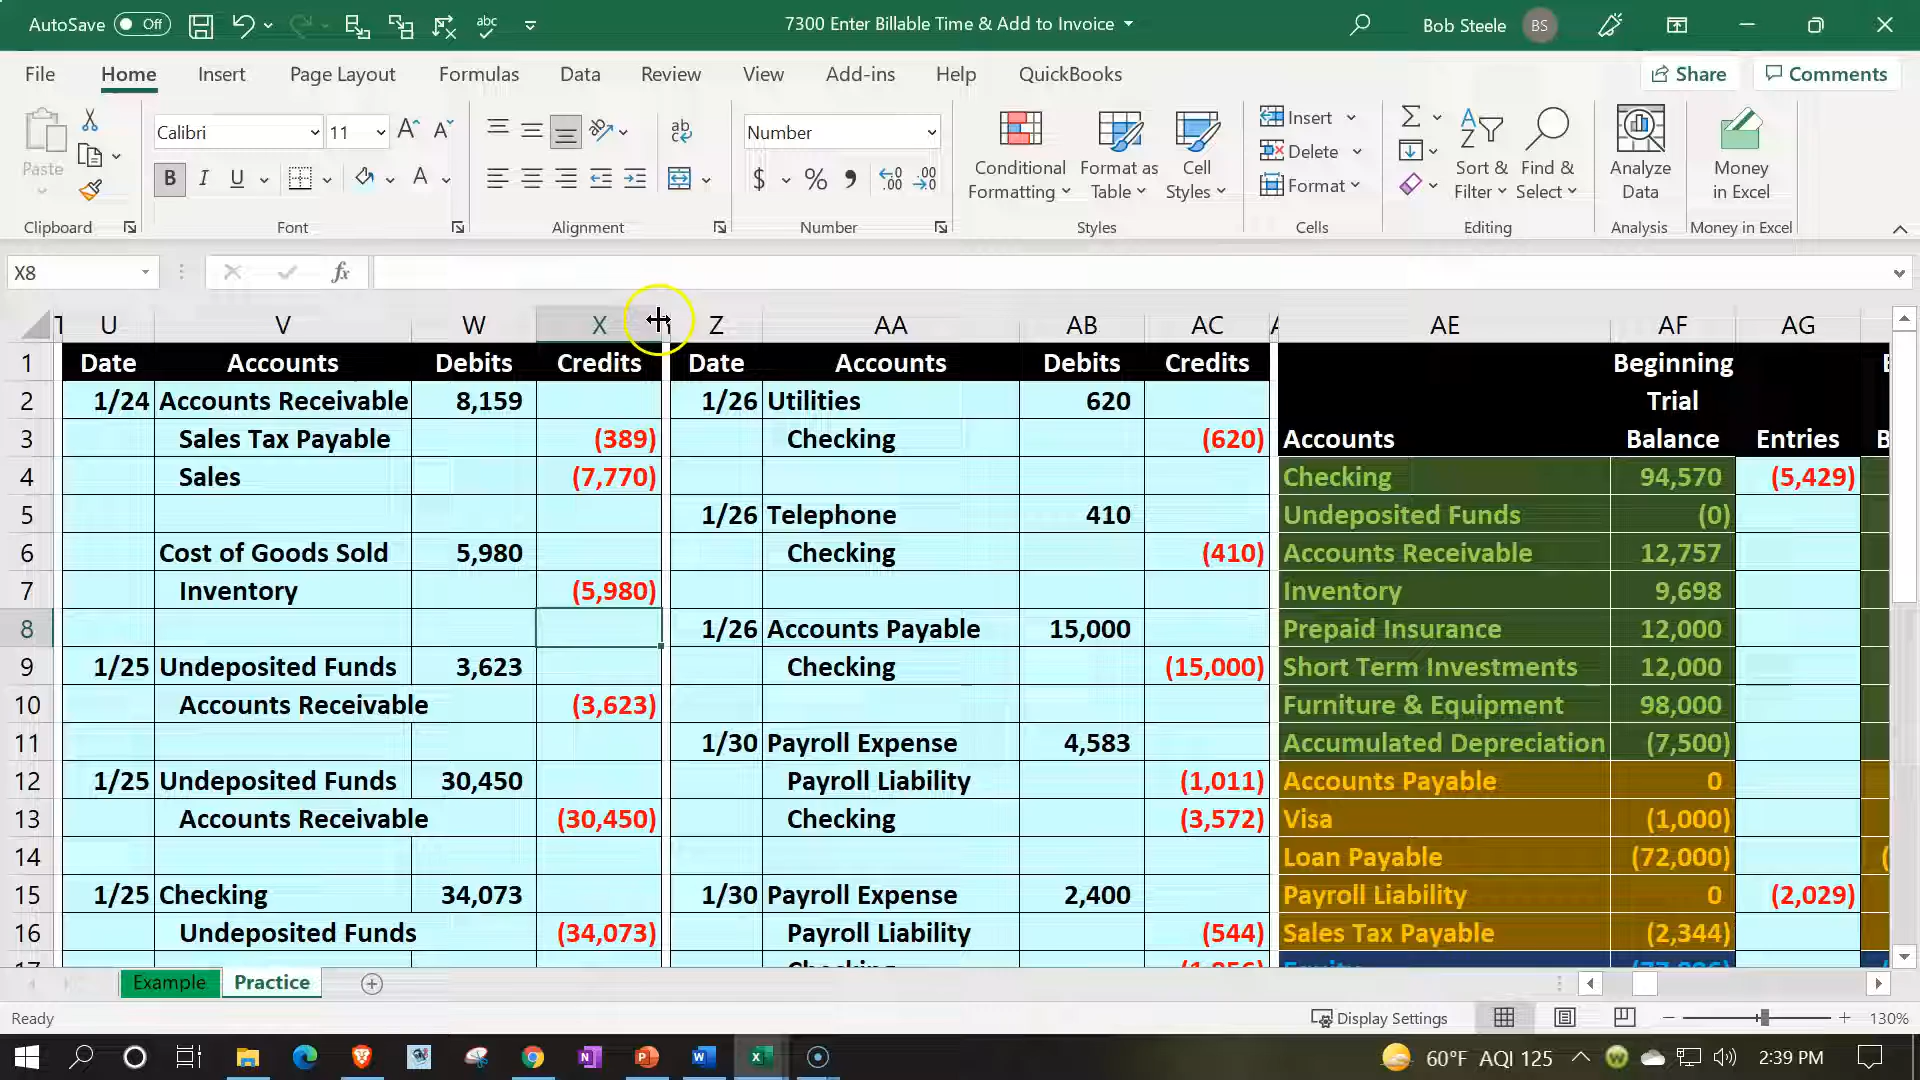 AutoSave Off abc 7300 Enter Billable Time & Add to Invoice Bob Steele BS
File Home Insert Page Layout Formulas Data Review View Add-ins Help QuickBooks Share Comments
Calibri 11 A A ab Number Insert
Paste B I U A $ % Conditional Formatting Format as Table Cell Styles Delete Format Sort & Filter Find & Select Analyze Data Money in Excel
Clipboard Font Alignment Number Styles Cells Editing Analysis Money in Excel
X8 fx
U V W X Z AA AB AC AE AF AG
1 Date Accounts Debits Credits Date Accounts Debits Credits Beginning
2 1/24 Accounts Receivable 8,159 1/26 Utilities 620 Trial
3 Sales Tax Payable (389) Checking (620) Accounts Balance Entries
4 Sales (7,770) Checking 94,570 (5,429)
5 1/26 Telephone 410 Undeposited Funds (0)
6 Cost of Goods Sold 5,980 Checking (410) Accounts Receivable 12,757
7 Inventory (5,980) Inventory 9,698
8 1/26 Accounts Payable 15,000 Prepaid Insurance 12,000
9 1/25 Undeposited Funds 3,623 Checking (15,000) Short Term Investments 12,000
10 Accounts Receivable (3,623) Furniture & Equipment 98,000
11 1/30 Payroll Expense 4,583 Accumulated Depreciation (7,500)
12 1/25 Undeposited Funds 30,450 Payroll Liability (1,011) Accounts Payable 0
13 Accounts Receivable (30,450) Checking (3,572) Visa (1,000)
14 Loan Payable (72,000)
15 1/25 Checking 34,073 1/30 Payroll Expense 2,400 Payroll Liability 0 (2,029)
16 Undeposited Funds (34,073) Payroll Liability (544) Sales Tax Payable (2,344)
Example Practice
Ready Display Settings 130%
60°F AQI 125 2:39 PM